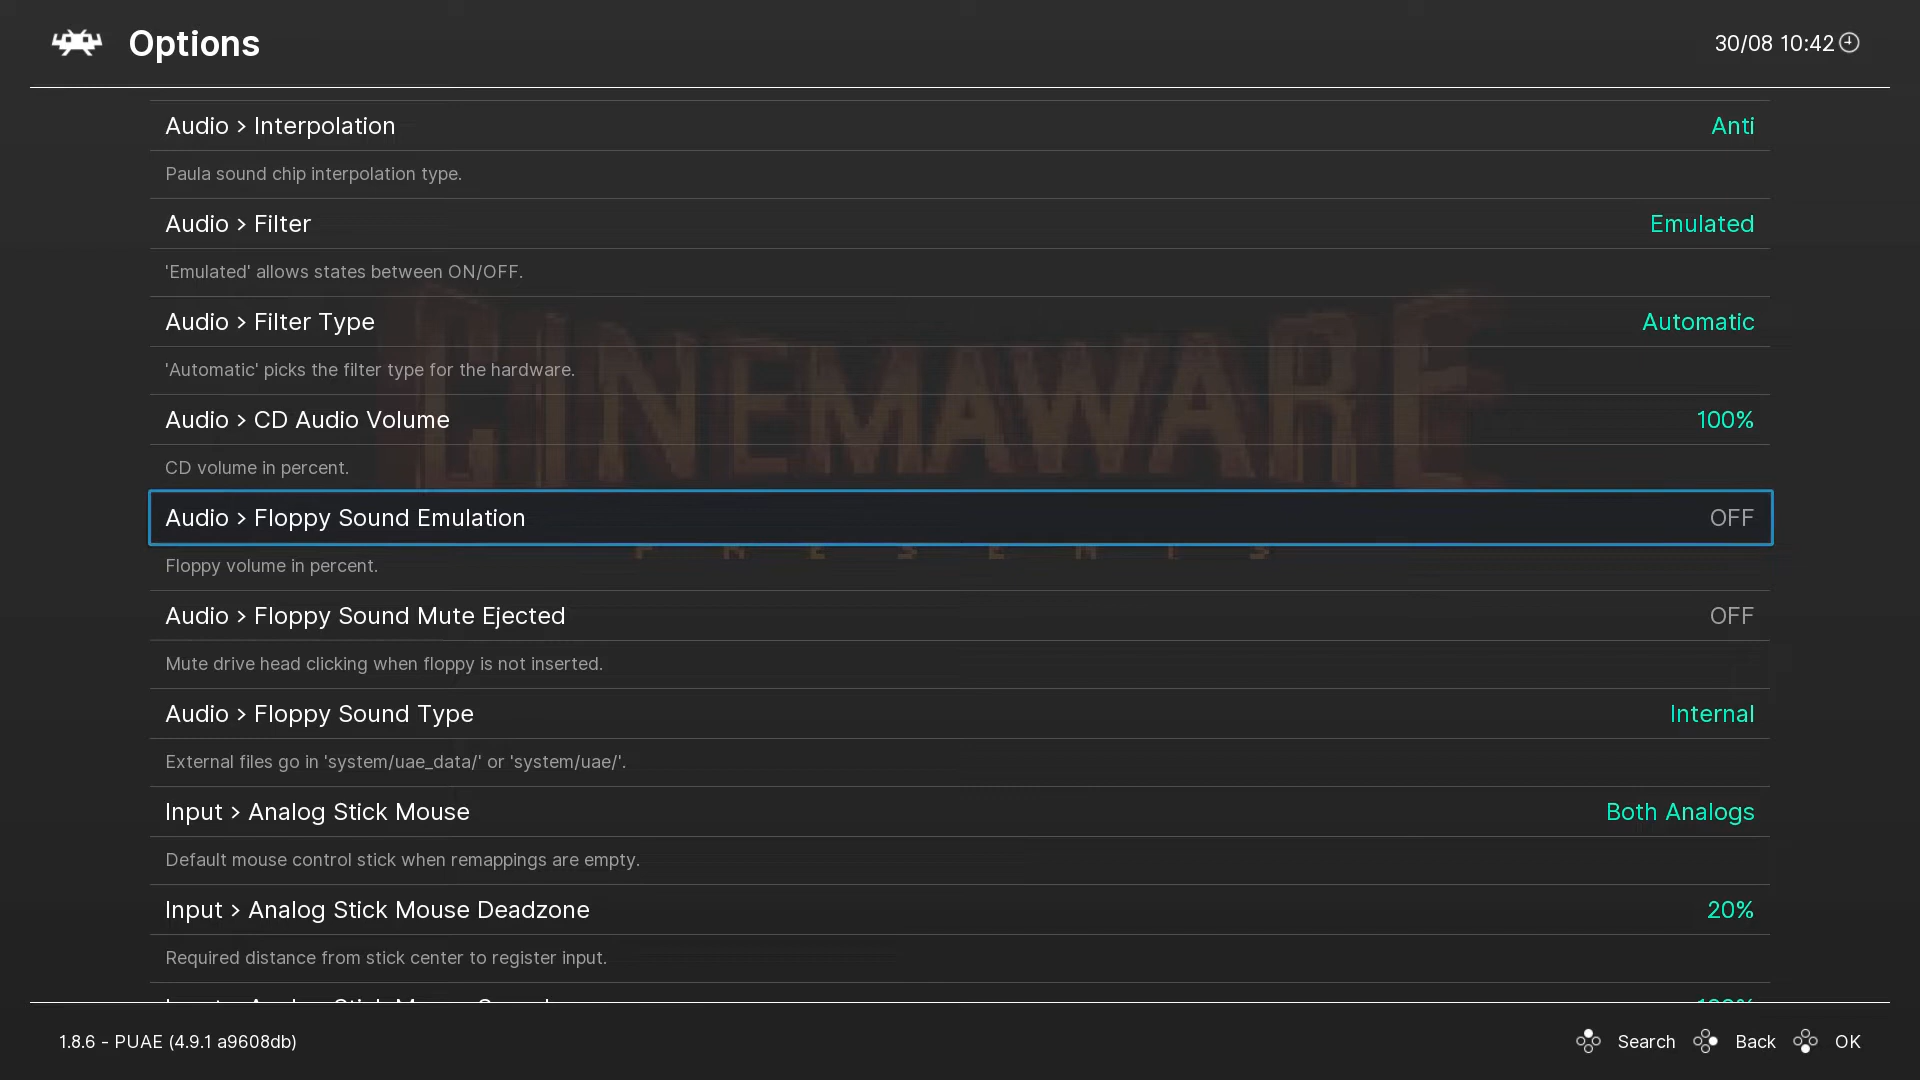 Options
30/08 10:42
Audio > Interpolation Anti
Paula sound chip interpolation type.
Audio > Filter Emulated
'Emulated' allows states between ON/OFF.
Audio > Filter Type Automatic
'Automatic' picks the filter type for the hardware.
CINEMAWARE
Audio > CD Audio Volume 100%
CD volume in percent.
Audio > Floppy Sound Emulation OFF
PRESENTS
Floppy volume in percent.
Audio > Floppy Sound Mute Ejected OFF
Mute drive head clicking when floppy is not inserted.
Audio > Floppy Sound Type Internal
External files go in 'system/uae_data/' or 'system/uae/'.
Input > Analog Stick Mouse Both Analogs
Default mouse control stick when remappings are empty.
Input > Analog Stick Mouse Deadzone 20%
Required distance from stick center to register input.
1.8.6 - PUAE (4.9.1 a9608db)
Search Back OK